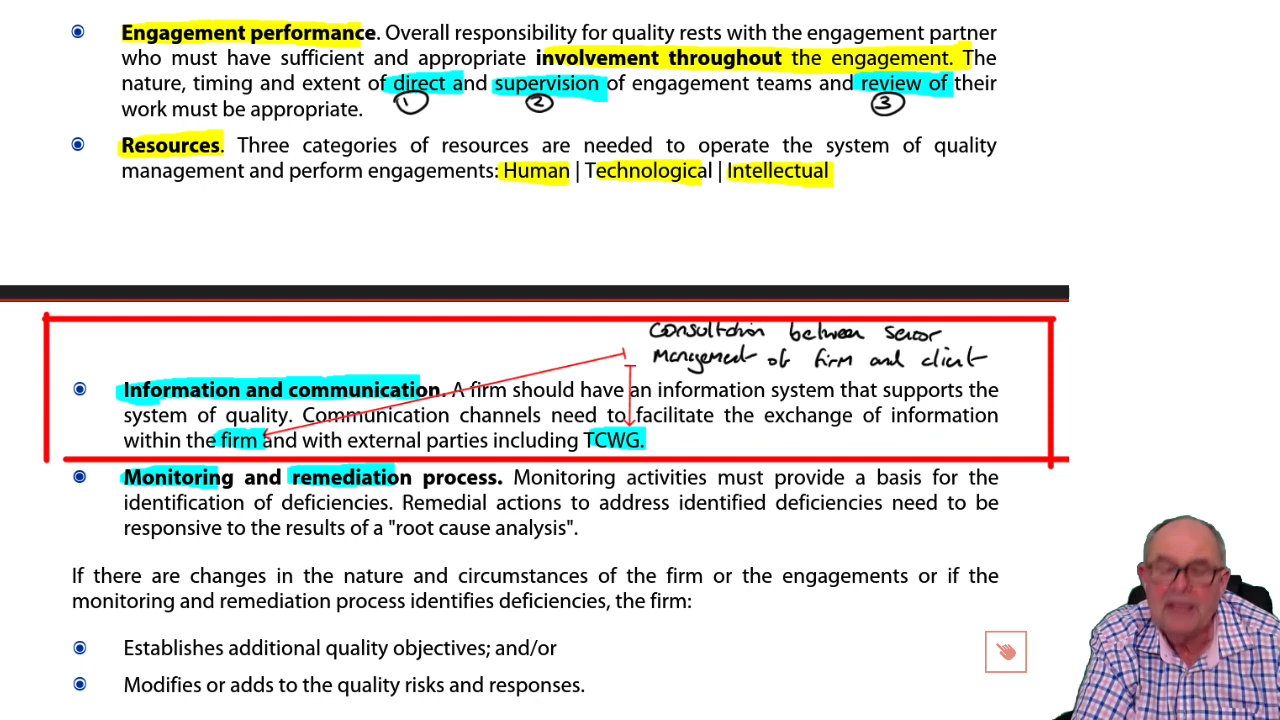 Engagement performance. Overall responsibility for quality rests with the engagement partner
who must have sufficient and appropriate involvement throughout the engagement. The
nature, timing and extent of direct and supervision of engagement teams and review of their
1 2 3
work must be appropriate.
Resources. Three categories of resources are needed to operate the system of quality
management and perform engagements: Human | Technological | Intellectual
Consultation between senior
management of firm and client
Information and communication. A firm should have an information system that supports the
system of quality. Communication channels need to facilitate the exchange of information
within the firm and with external parties including TCWG.
Monitoring and remediation process. Monitoring activities must provide a basis for the
identification of deficiencies. Remedial actions to address identified deficiencies need to be
responsive to the results of a "root cause analysis".
If there are changes in the nature and circumstances of the firm or the engagements or if the
monitoring and remediation process identifies deficiencies, the firm:
Establishes additional quality objectives; and/or
Modifies or adds to the quality risks and responses.